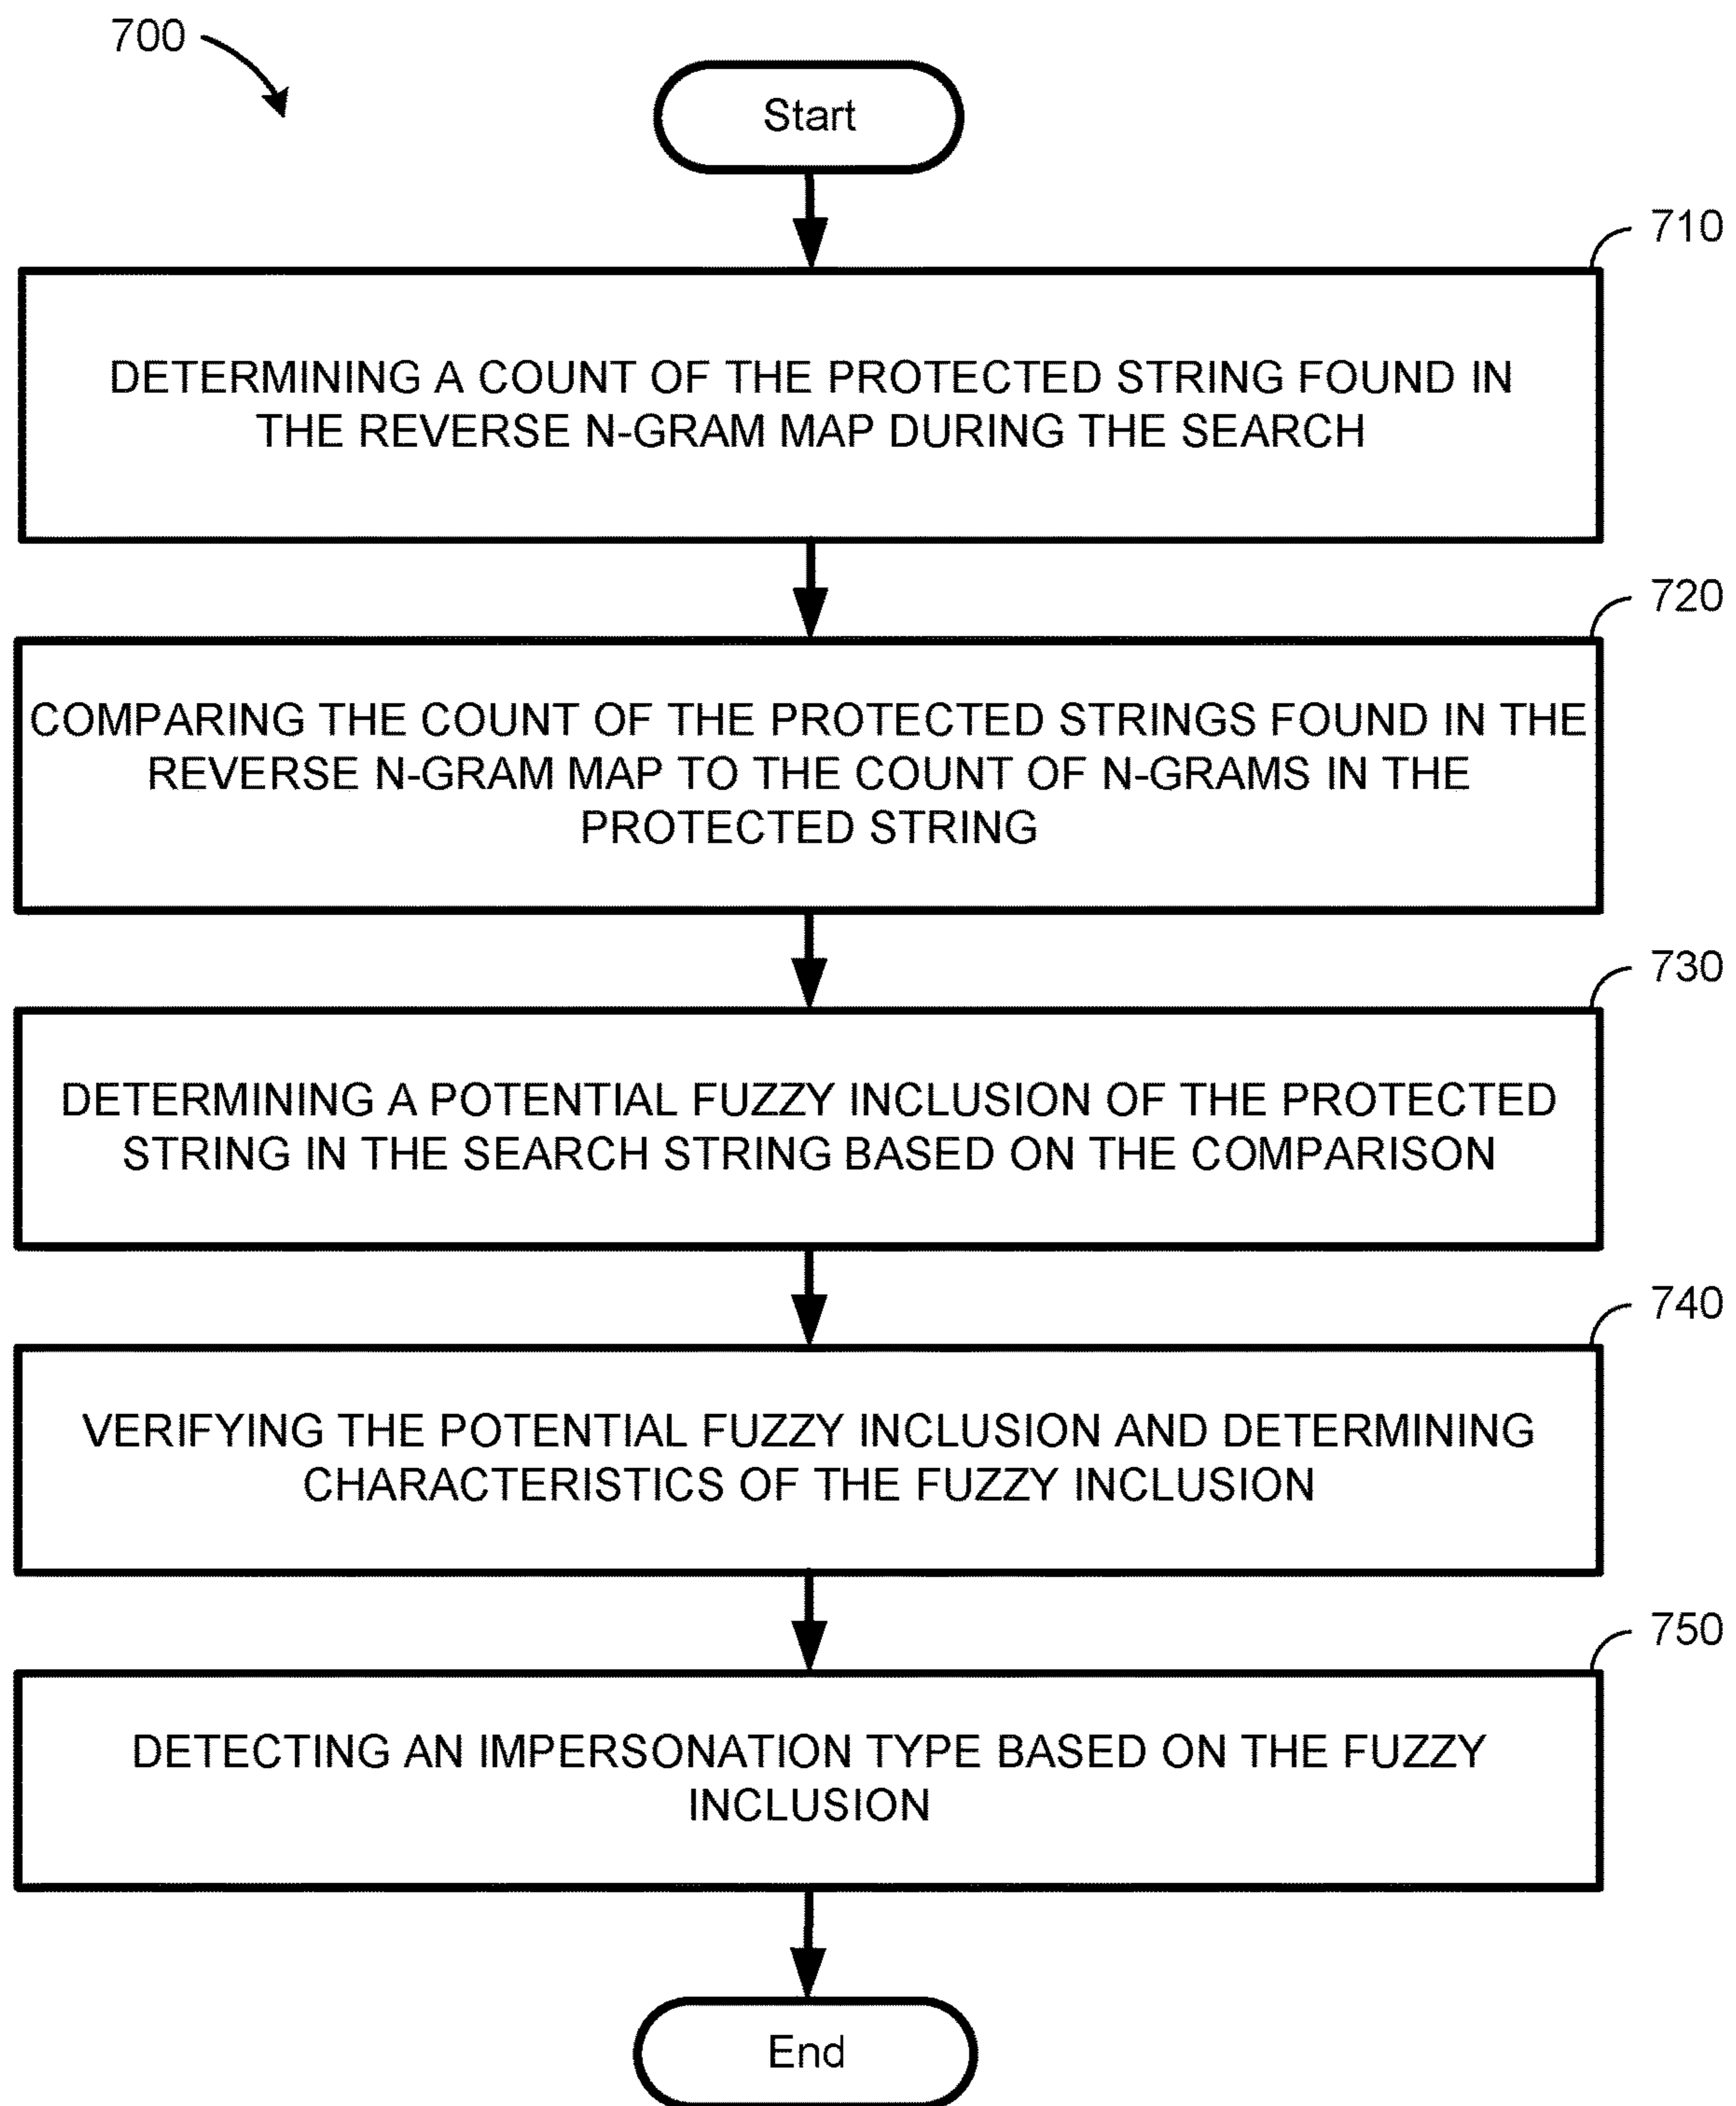 700
Start
710
DETERMINING A COUNT OF THE PROTECTED STRING FOUND IN
THE REVERSE N-GRAM MAP DURING THE SEARCH
720
COMPARING THE COUNT OF THE PROTECTED STRINGS FOUND IN THE
REVERSE N-GRAM MAP TO THE COUNT OF N-GRAMS IN THE
PROTECTED STRING
730
DETERMINING A POTENTIAL FUZZY INCLUSION OF THE PROTECTED
STRING IN THE SEARCH STRING BASED ON THE COMPARISON
740
VERIFYING THE POTENTIAL FUZZY INCLUSION AND DETERMINING
CHARACTERISTICS OF THE FUZZY INCLUSION
750
DETECTING AN IMPERSONATION TYPE BASED ON THE FUZZY
INCLUSION
End